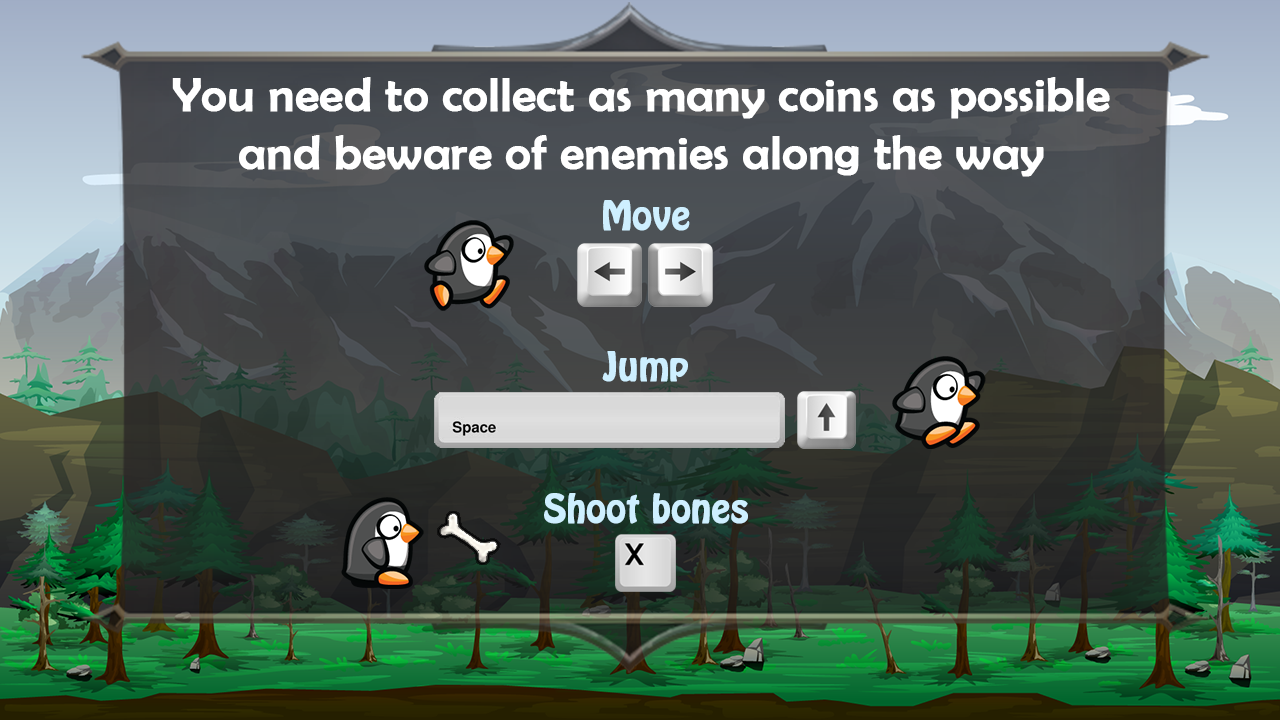 You need to collect as many coins as possible
and beware of enemies along the way
Move
Jump
Space
Shoot bones
X